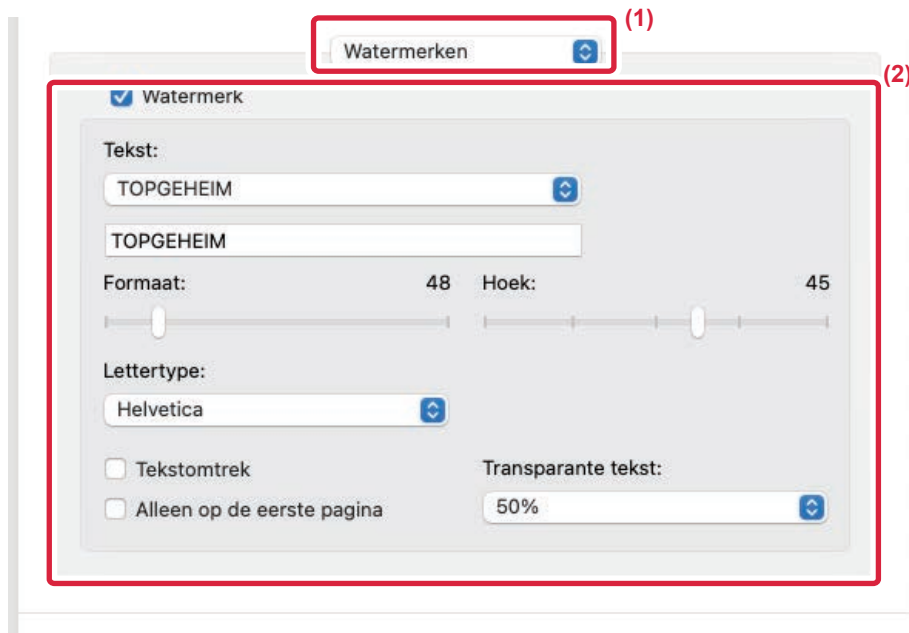 (1)
Watermerken
(2)
Watermerk
Tekst:
TOPGEHEIM
TOPGEHEIM
Formaat: 48 Hoek: 45
Lettertype:
Helvetica
Tekstomtrek Transparante tekst:
Alleen op de eerste pagina 50%